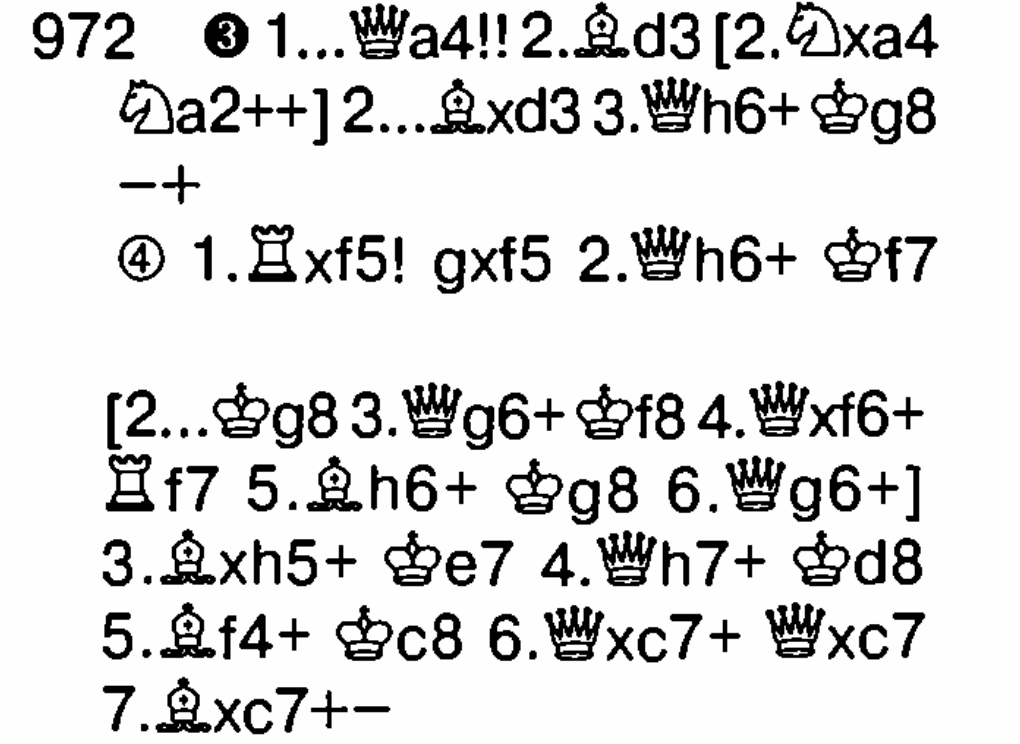 972 ❸ 1...♕a4!! 2.♗d3 [2.♘xa4
♘a2++] 2...♗xd3 3.♕h6+ ♔g8
−+
④ 1.♖xf5! gxf5 2.♕h6+ ♔f7
[2...♔g8 3.♕g6+ ♔f8 4.♕xf6+
♖f7 5.♗h6+ ♔g8 6.♕g6+]
3.♗xh5+ ♔e7 4.♕h7+ ♔d8
5.♗f4+ ♔c8 6.♕xc7+ ♕xc7
7.♗xc7+−